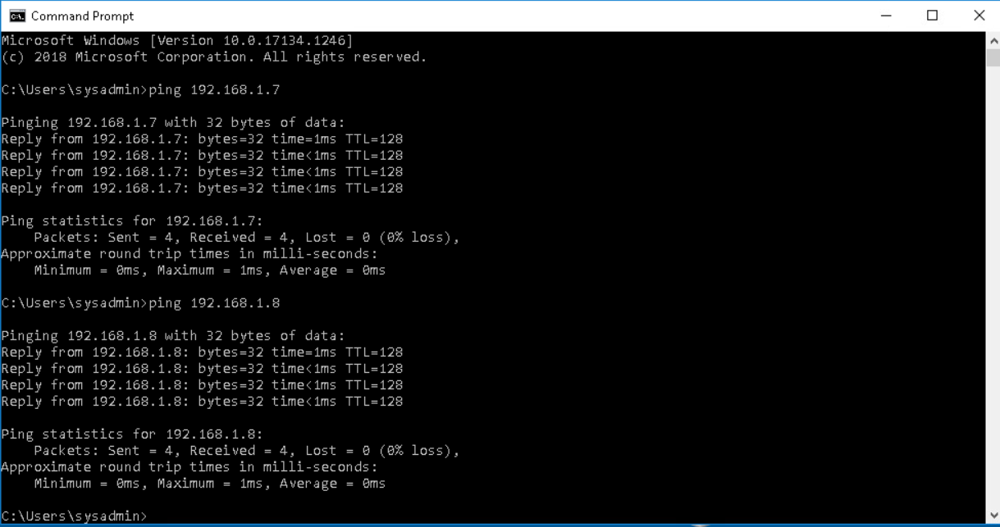 Command Prompt
Microsoft Windows [Version 10.0.17134.1246]
(c) 2018 Microsoft Corporation. All rights reserved.
C:\Users\sysadmin>ping 192.168.1.7
Pinging 192.168.1.7 with 32 bytes of data:
Reply from 192.168.1.7: bytes=32 time=1ms TTL=128
Reply from 192.168.1.7: bytes=32 time<1ms TTL=128
Reply from 192.168.1.7: bytes=32 time<1ms TTL=128
Reply from 192.168.1.7: bytes=32 time<1ms TTL=128
Ping statistics for 192.168.1.7:
Packets: Sent = 4, Received = 4, Lost = 0 (0% loss),
Approximate round trip times in milli-seconds:
Minimum = 0ms, Maximum = 1ms, Average = 0ms
C:\Users\sysadmin>ping 192.168.1.8
Pinging 192.168.1.8 with 32 bytes of data:
Reply from 192.168.1.8: bytes=32 time=1ms TTL=128
Reply from 192.168.1.8: bytes=32 time<1ms TTL=128
Reply from 192.168.1.8: bytes=32 time<1ms TTL=128
Reply from 192.168.1.8: bytes=32 time<1ms TTL=128
Ping statistics for 192.168.1.8:
Packets: Sent = 4, Received = 4, Lost = 0 (0% loss),
Approximate round trip times in milli-seconds:
Minimum = 0ms, Maximum = 1ms, Average = 0ms
C:\Users\sysadmin>